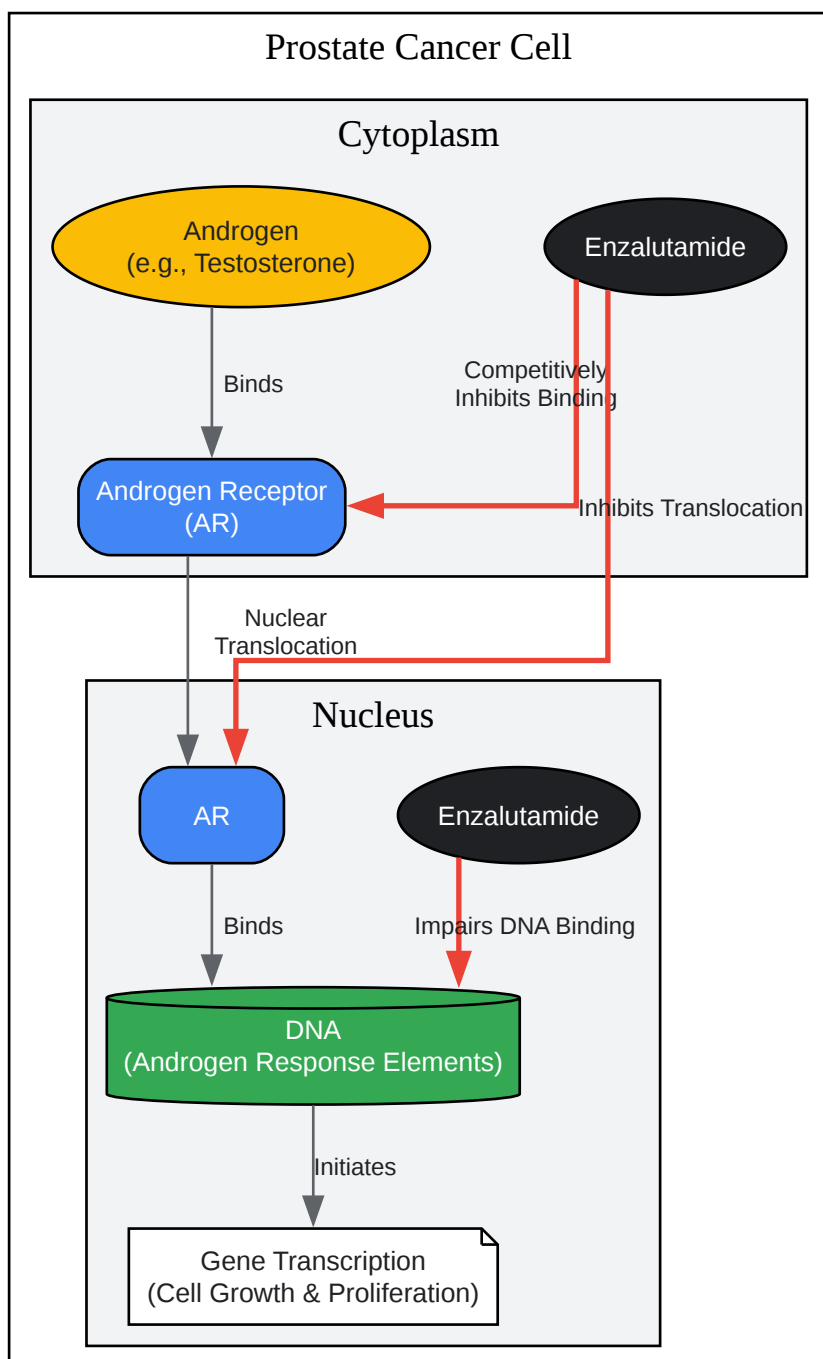 Prostate Cancer Cell
Cytoplasm
Androgen
(e.g., Testosterone)
Enzalutamide
Binds
Competitively
Inhibits Binding
Androgen Receptor
(AR)
Inhibits Translocation
Nuclear
Translocation
Nucleus
AR
Enzalutamide
Binds
Impairs DNA Binding
DNA
(Androgen Response Elements)
Initiates
Gene Transcription
(Cell Growth & Proliferation)